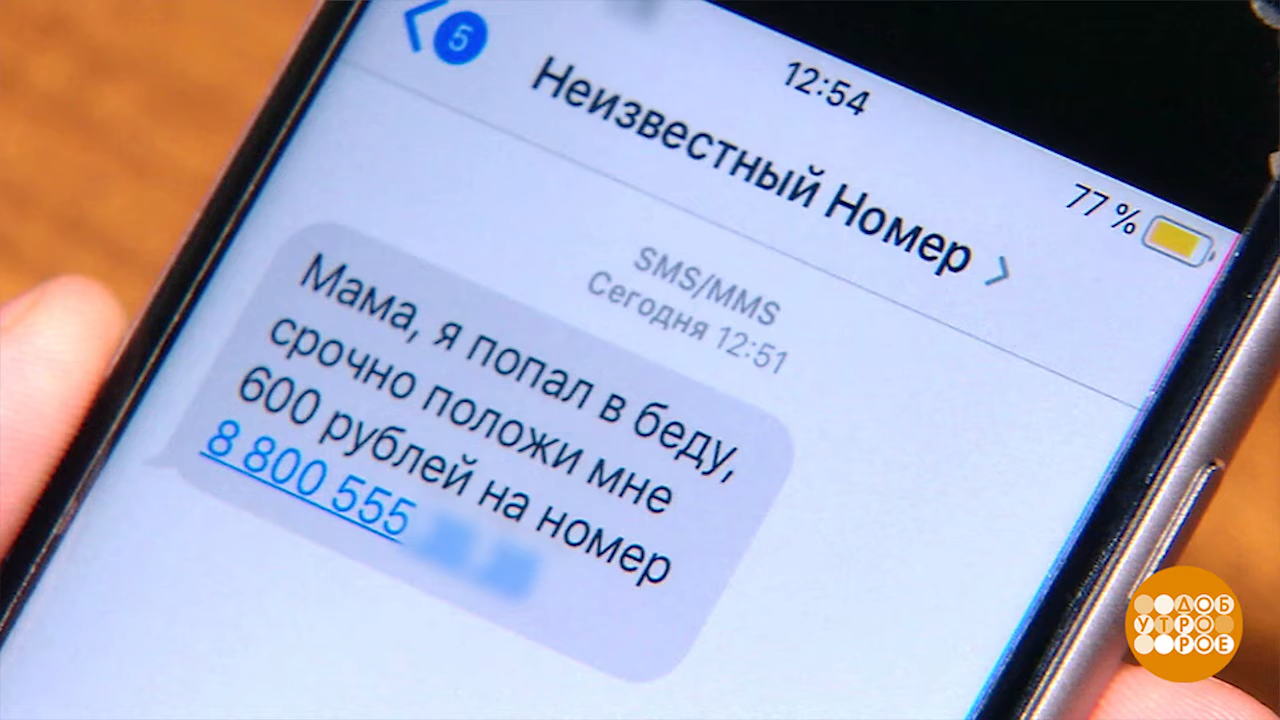 5
12:54
77 %
Неизвестный Номер
SMS/MMS
Сегодня 12:51
Мама, я попал в беду,
срочно положи мне
600 рублей на номер
8 800 555
ДОБ
УТРО
РОЕ